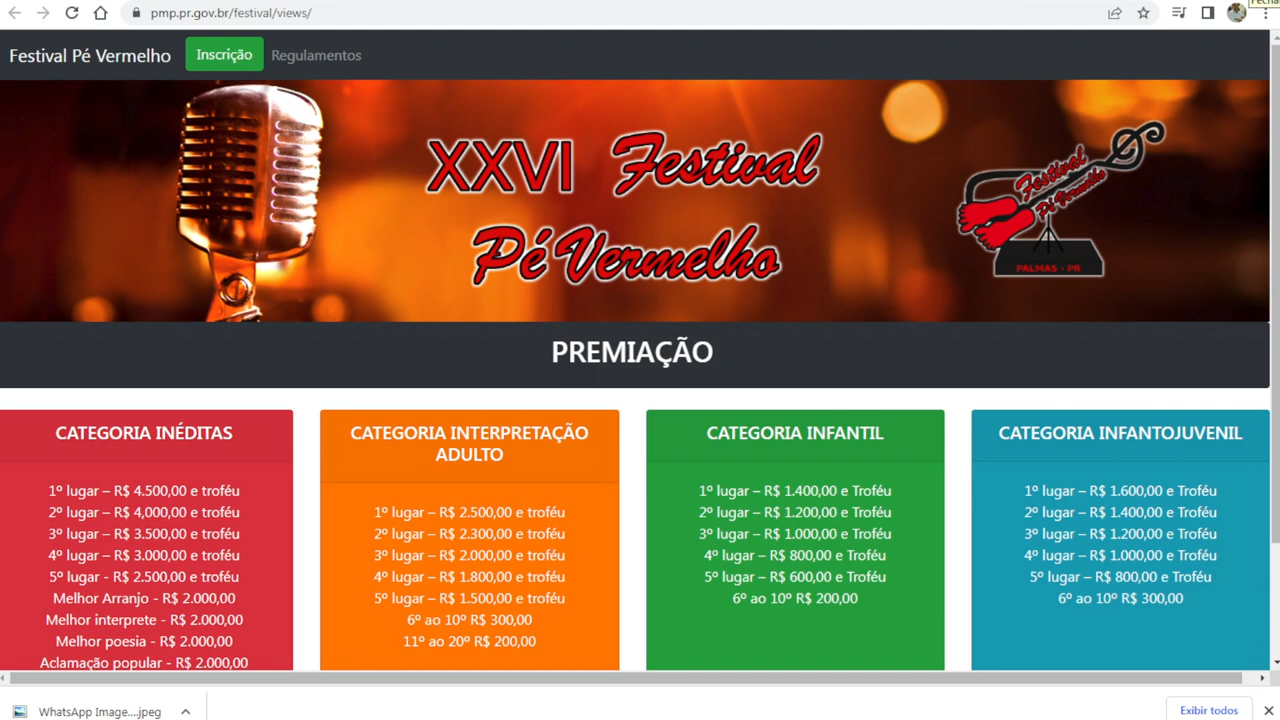 Fecha
pmp.pr.gov.br/festival/views/
Festival Pé Vermelho
Inscrição
Regulamentos
XXVI Festival
Pé Vermelho
Festival
Pé Vermelho
PALMAS - PR
PREMIAÇÃO
CATEGORIA INÉDITAS
1º lugar – R$ 4.500,00 e troféu
2º lugar – R$ 4,000,00 e troféu
3º lugar – R$ 3.500,00 e troféu
4º lugar – R$ 3.000,00 e troféu
5º lugar - R$ 2.500,00 e troféu
Melhor Arranjo - R$ 2.000,00
Melhor interprete - R$ 2.000,00
Melhor poesia - R$ 2.000,00
Aclamação popular - R$ 2.000,00
CATEGORIA INTERPRETAÇÃO
ADULTO
1º lugar – R$ 2.500,00 e troféu
2º lugar – R$ 2.300,00 e troféu
3º lugar – R$ 2.000,00 e troféu
4º lugar – R$ 1.800,00 e troféu
5º lugar – R$ 1.500,00 e troféu
6º ao 10º R$ 300,00
11º ao 20º R$ 200,00
CATEGORIA INFANTIL
1º lugar – R$ 1.400,00 e Troféu
2º lugar – R$ 1.200,00 e Troféu
3º lugar – R$ 1.000,00 e Troféu
4º lugar – R$ 800,00 e Troféu
5º lugar – R$ 600,00 e Troféu
6º ao 10º R$ 200,00
CATEGORIA INFANTOJUVENIL
1º lugar – R$ 1.600,00 e Troféu
2º lugar – R$ 1.400,00 e Troféu
3º lugar – R$ 1.200,00 e Troféu
4º lugar – R$ 1.000,00 e Troféu
5º lugar – R$ 800,00 e Troféu
6º ao 10º R$ 300,00
WhatsApp Image....jpeg
Exibir todos